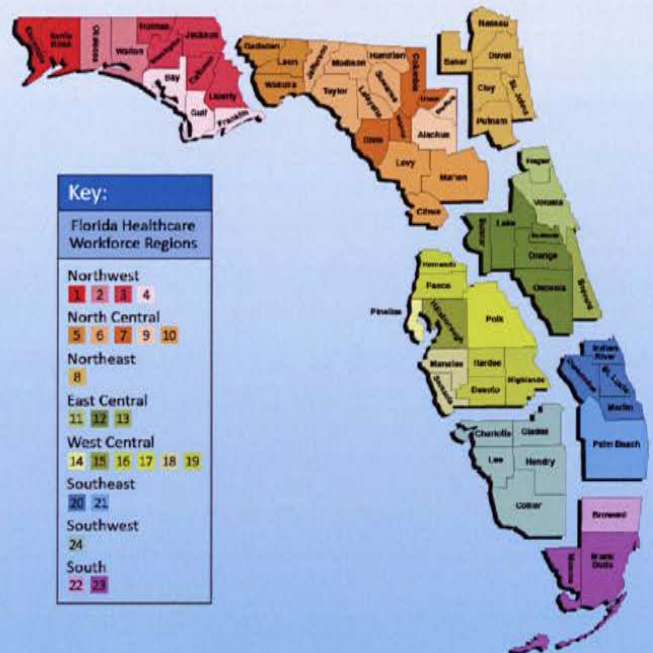 Nassau
Baker
Duval
St. Johns
Clay
Putnam
Santa
Rosa
Okaloosa
Walton
Holmes
Washington
Jackson
Bay
Calhoun
Liberty
Gulf
Franklin
Gadsden
Leon
Wakulla
Jefferson
Madison
Hamilton
Taylor
Suwannee
Lafayette
Columbia
Union
Dixie
Alachua
Levy
Marion
Citrus
Key:
Florida Healthcare
Workforce Regions
Northwest
1 2 3 4
North Central
5 6 7 9 10
Northeast
8
East Central
11 12 13
West Central
14 15 16 17 18 19
Southeast
20 21
Southwest
24
South
22 23
Flagler
Volusia
Lake
Sumter
Orange
Osceola
Brevard
Hernando
Pasco
Pinellas
Hillsborough
Polk
Manatee
Hardee
Sarasota
Desoto
Highlands
Indian
River
Okeechobee
St. Lucie
Martin
Palm Beach
Charlotte
Glades
Lee
Hendry
Collier
Broward
Monroe
Miami
Dade